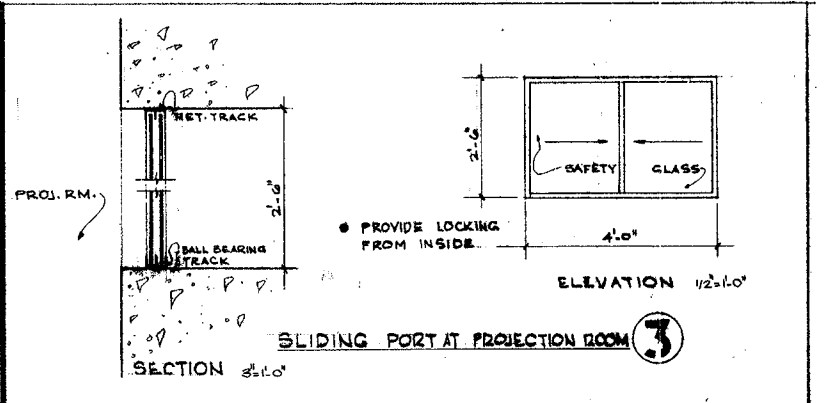 MET. TRACK
PROJ. RM.
2'-6"
BALL BEARING
TRACK
SECTION 3"=1'-0"
2'-6"
SAFETY GLASS
• PROVIDE LOCKING
FROM INSIDE
4'-0"
ELEVATION 1/2"=1'-0"
SLIDING PORT AT PROJECTION ROOM 3